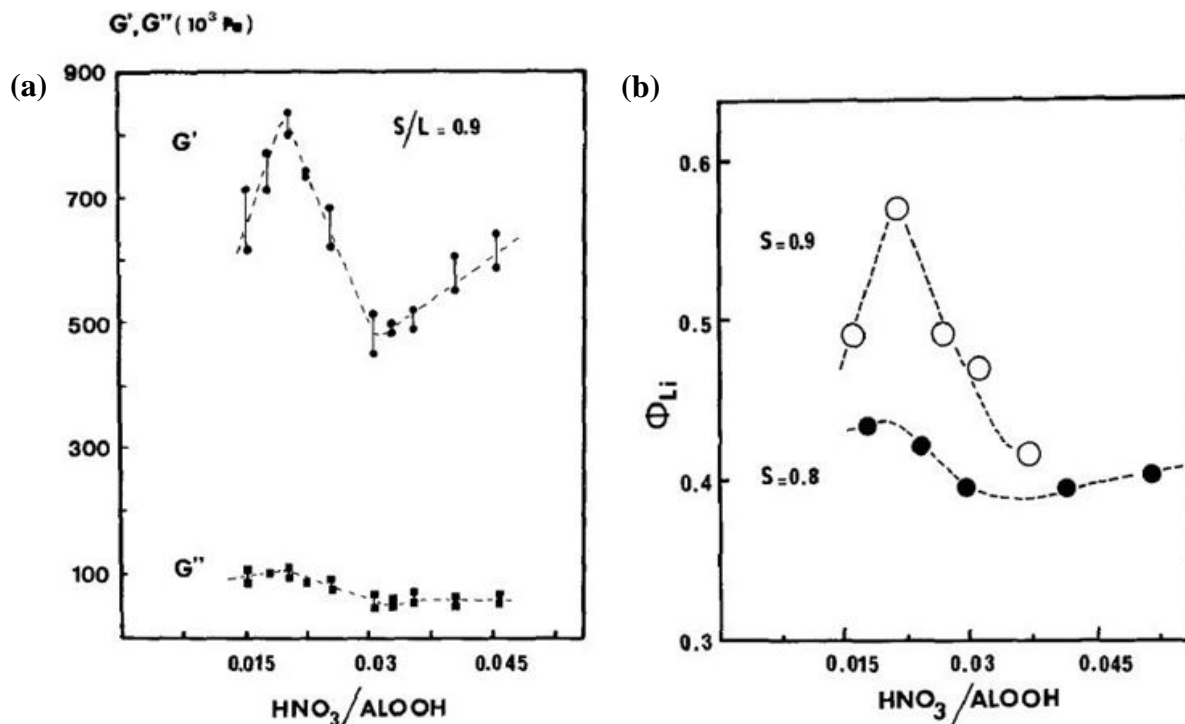 G', G'' (10³ Pa)
(a)
900
G'
S/L = 0.9
700
500
300
G''
100
0.015
0.03
0.045
HNO₃/ALOOH
(b)
0.6
S = 0.9
0.5
ΦLi
S = 0.8
0.4
0.3
0.015
0.03
0.045
HNO₃/ALOOH